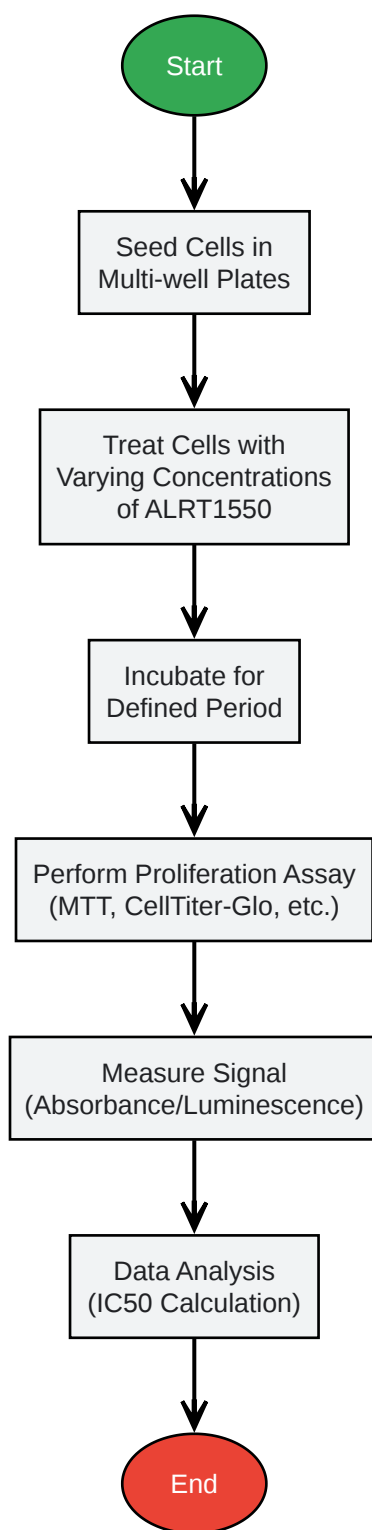 Start
Seed Cells in
Multi-well Plates
Treat Cells with
Varying Concentrations
of ALRT1550
Incubate for
Defined Period
Perform Proliferation Assay
(MTT, CellTiter-Glo, etc.)
Measure Signal
(Absorbance/Luminescence)
Data Analysis
(IC50 Calculation)
End